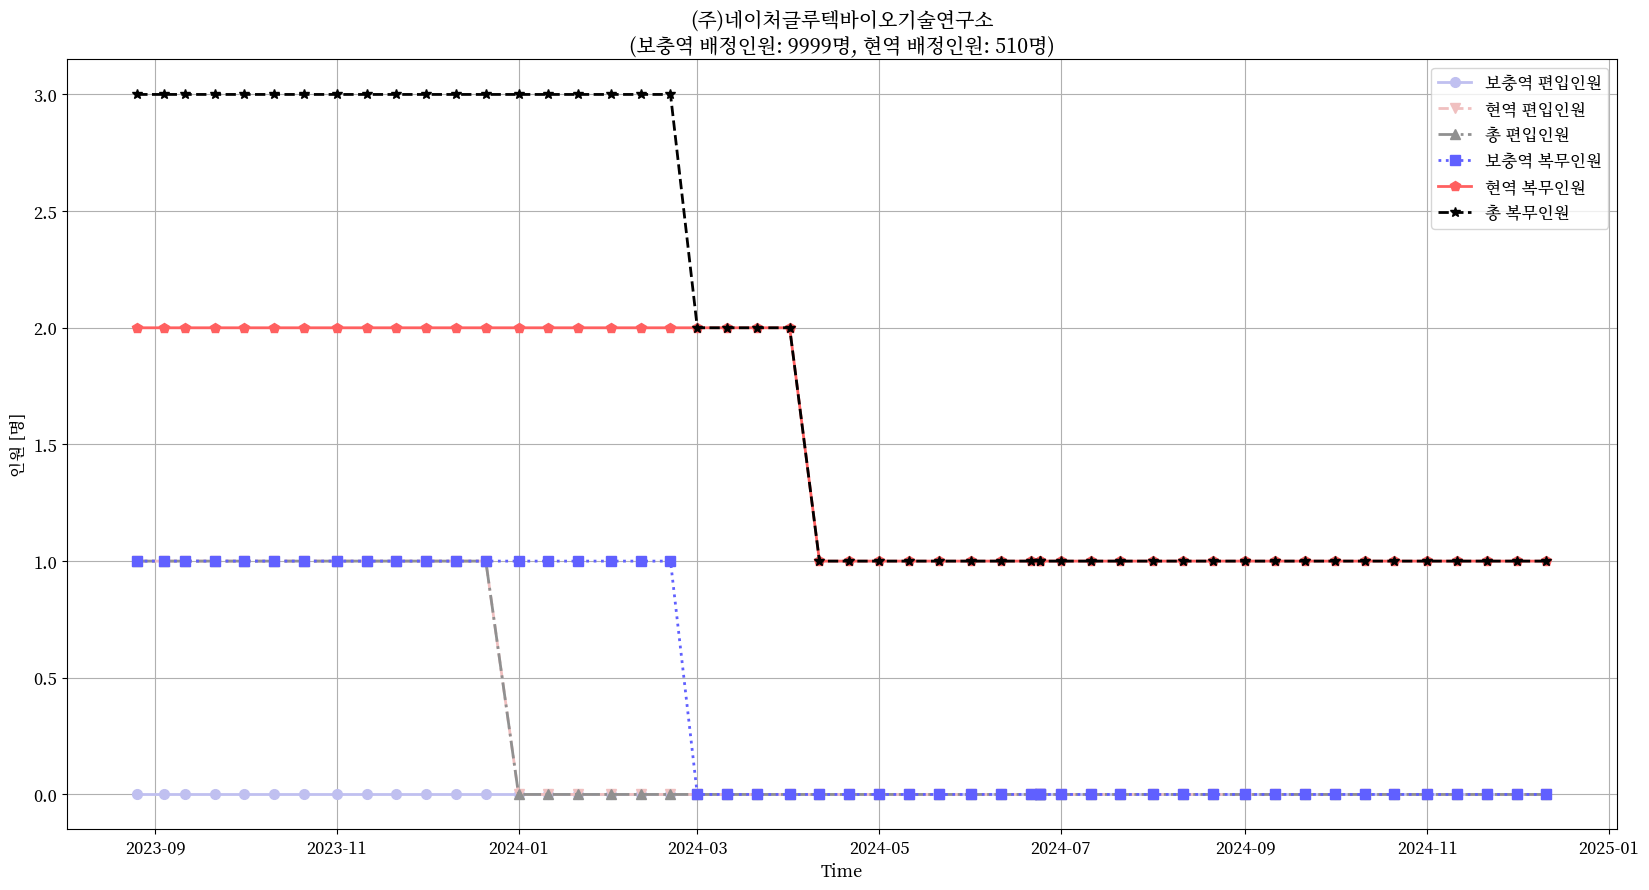 (주)네이처글루텍바이오기술연구소
(보충역 배정인원: 9999명, 현역 배정인원: 510명)
보충역 편입인원
현역 편입인원
총 편입인원
보충역 복무인원
현역 복무인원
총 복무인원
인원 [명]
3.0
2.5
2.0
1.5
1.0
0.5
0.0
2023-09
2023-11
2024-01
2024-03
2024-05
2024-07
2024-09
2024-11
2025-01
Time